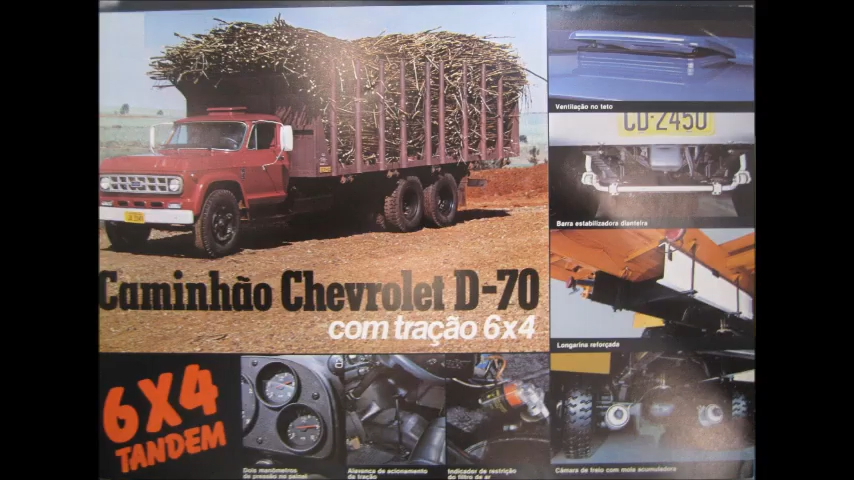 Ventilação no teto
CD-2450
Barra estabilizadora dianteira
Caminhão Chevrolet D-70
com tração 6x4
Longarina reforçada
6X4
TANDEM
Dois manômetros
de pressão no painel
Alavanca de acionamento
da tração
Indicador de restrição
do filtro de ar
Câmara de freio com mola acumuladora